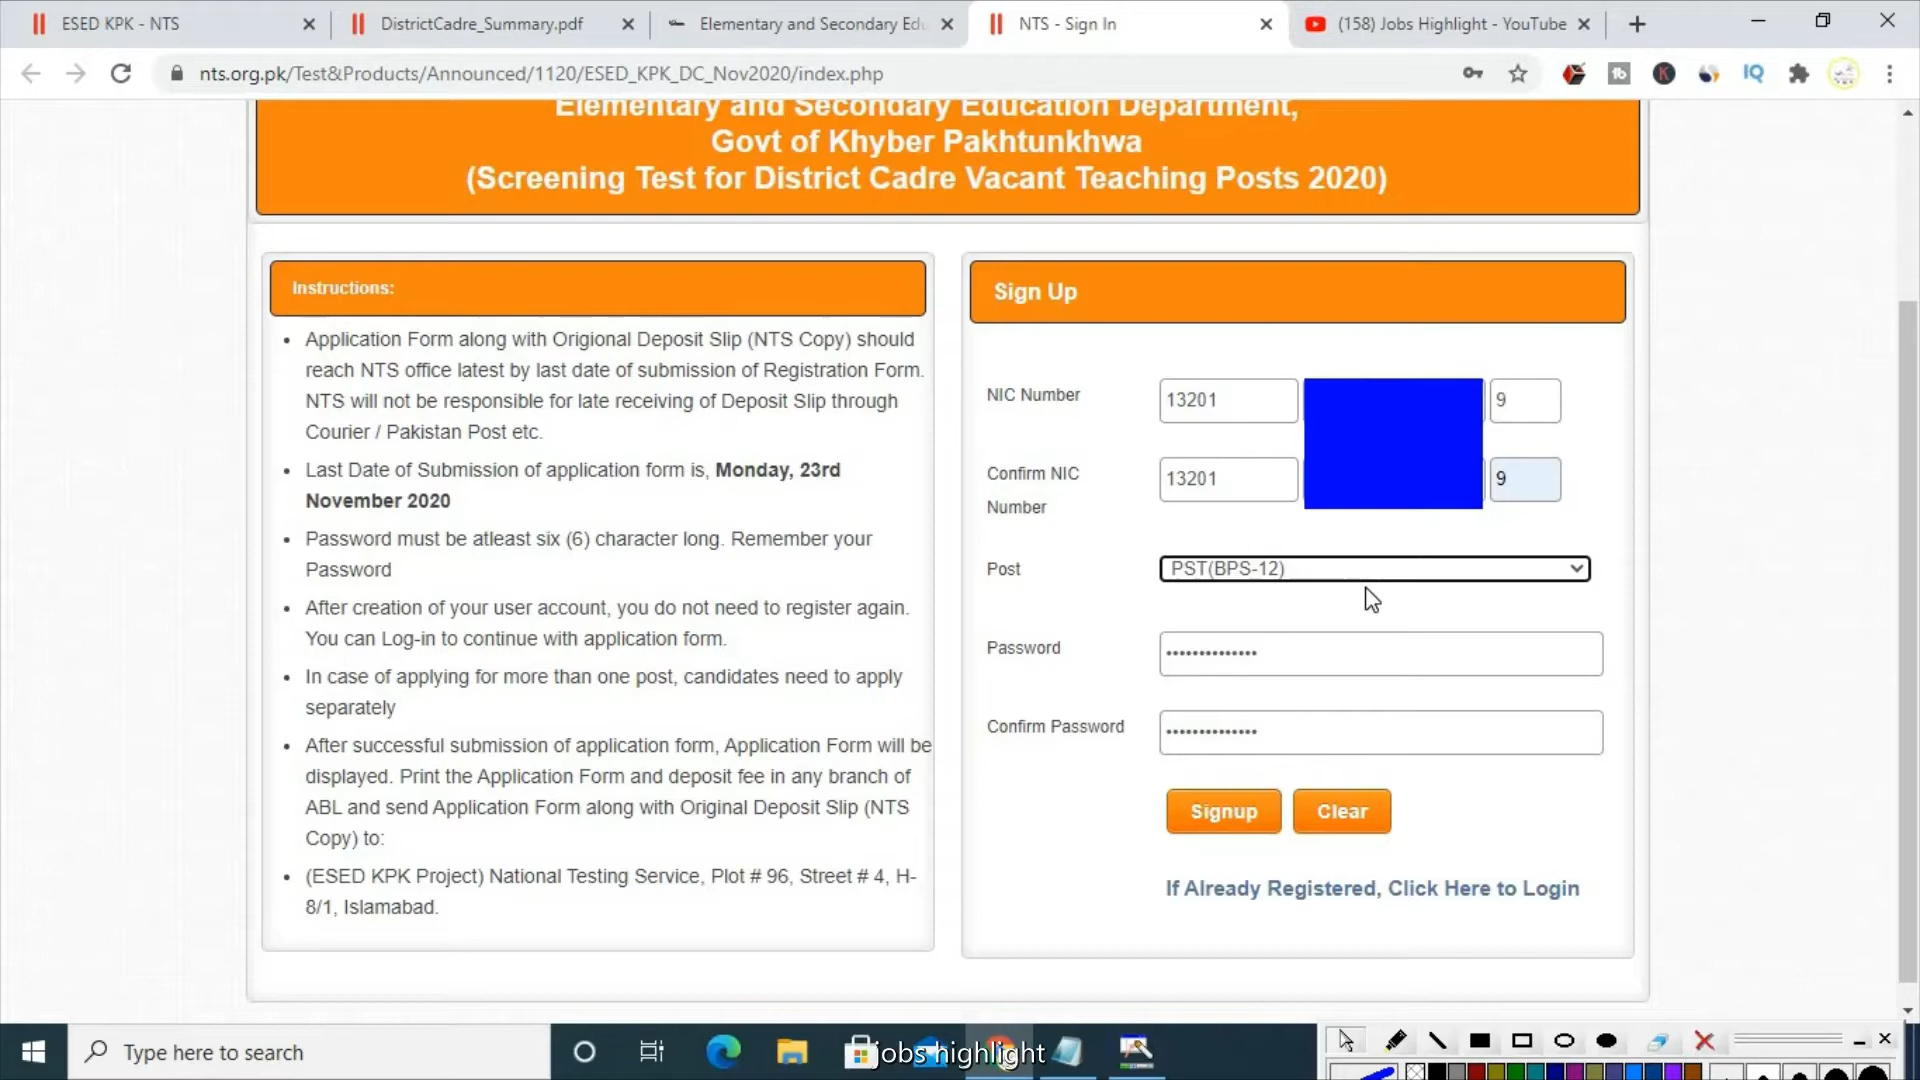 ESED KPK - NTS
DistrictCadre_Summary.pdf
Elementary and Secondary Edu
NTS - Sign In
(158) Jobs Highlight - YouTube
nts.org.pk/Test&Products/Announced/1120/ESED_KPK_DC_Nov2020/index.php
Elementary and Secondary Education Department,
Govt of Khyber Pakhtunkhwa
(Screening Test for District Cadre Vacant Teaching Posts 2020)
Instructions:
Application Form along with Origional Deposit Slip (NTS Copy) should
reach NTS office latest by last date of submission of Registration Form.
NTS will not be responsible for late receiving of Deposit Slip through
Courier / Pakistan Post etc.
Last Date of Submission of application form is, Monday, 23rd
November 2020
Password must be atleast six (6) character long. Remember your
Password
After creation of your user account, you do not need to register again.
You can Log-in to continue with application form.
In case of applying for more than one post, candidates need to apply
separately
After successful submission of application form, Application Form will be
displayed. Print the Application Form and deposit fee in any branch of
ABL and send Application Form along with Original Deposit Slip (NTS
Copy) to:
(ESED KPK Project) National Testing Service, Plot # 96, Street # 4, H-
8/1, Islamabad.
Sign Up
NIC Number
13201
9
Confirm NIC
Number
13201
9
Post
PST(BPS-12)
Password
••••••••••••••
Confirm Password
••••••••••••••
Signup
Clear
If Already Registered, Click Here to Login
Type here to search
jobs highlight